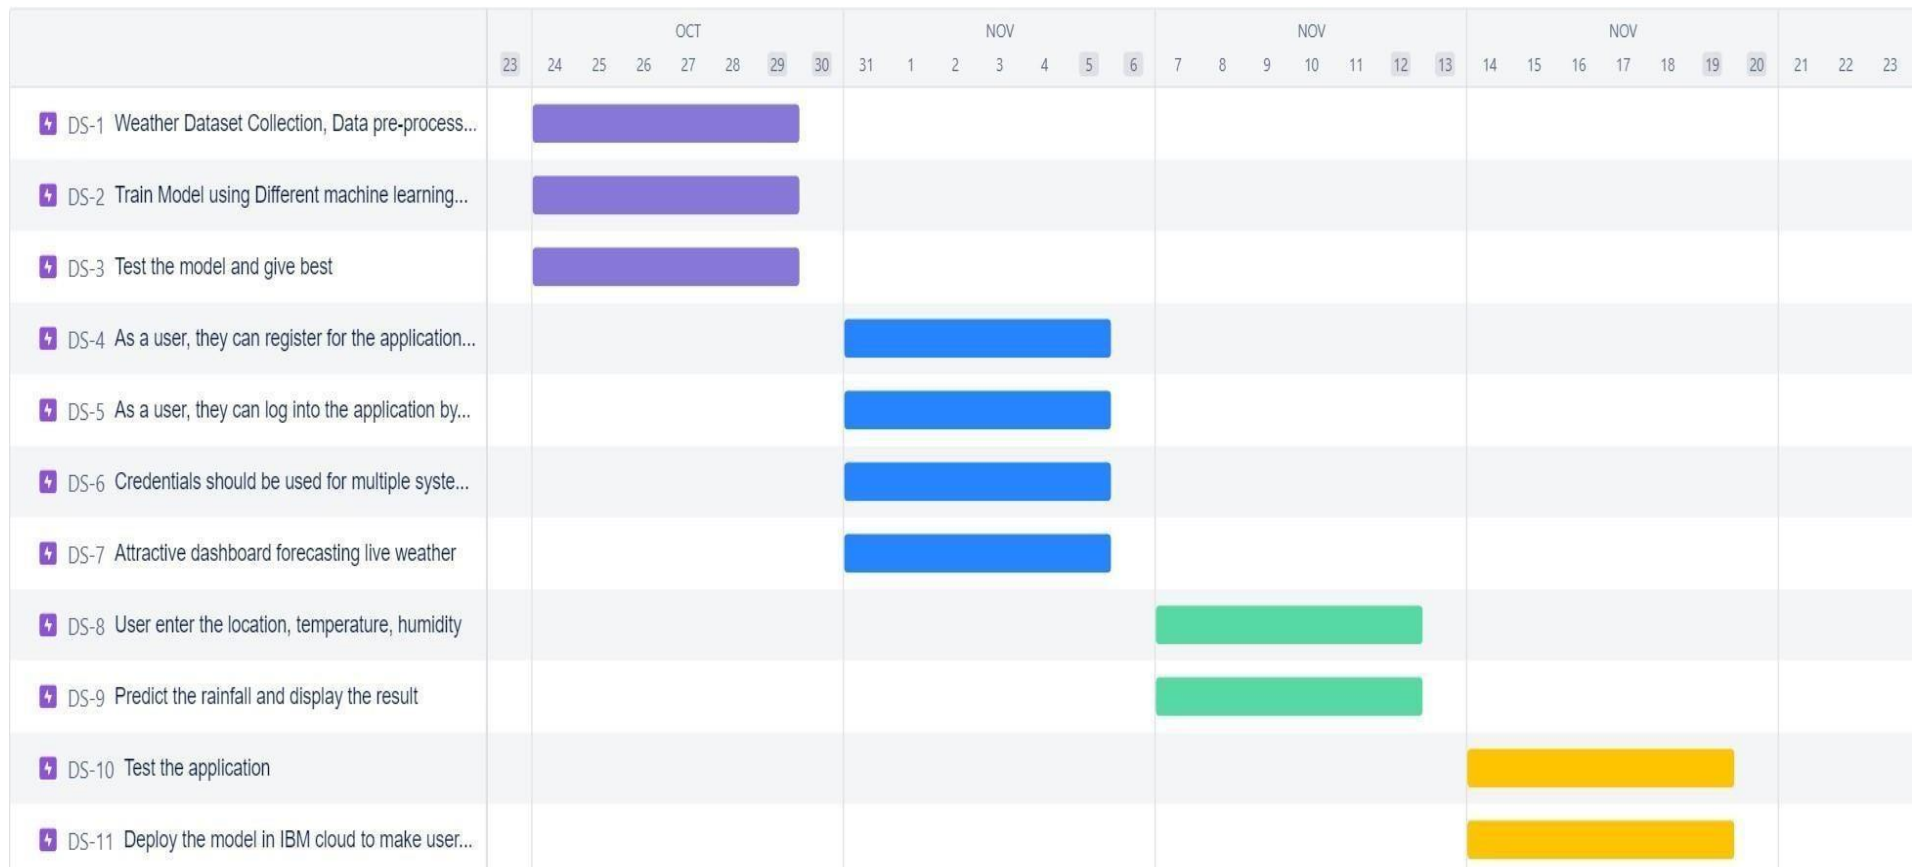 OCT NOV NOV NOV
23 24 25 26 27 28 29 30 31 1 2 3 4 5 6 7 8 9 10 11 12 13 14 15 16 17 18 19 20 21 22 23
DS-1 Weather Dataset Collection, Data pre-process...
DS-2 Train Model using Different machine learning...
DS-3 Test the model and give best
DS-4 As a user, they can register for the application...
DS-5 As a user, they can log into the application by...
DS-6 Credentials should be used for multiple syste...
DS-7 Attractive dashboard forecasting live weather
DS-8 User enter the location, temperature, humidity
DS-9 Predict the rainfall and display the result
DS-10 Test the application
DS-11 Deploy the model in IBM cloud to make user...